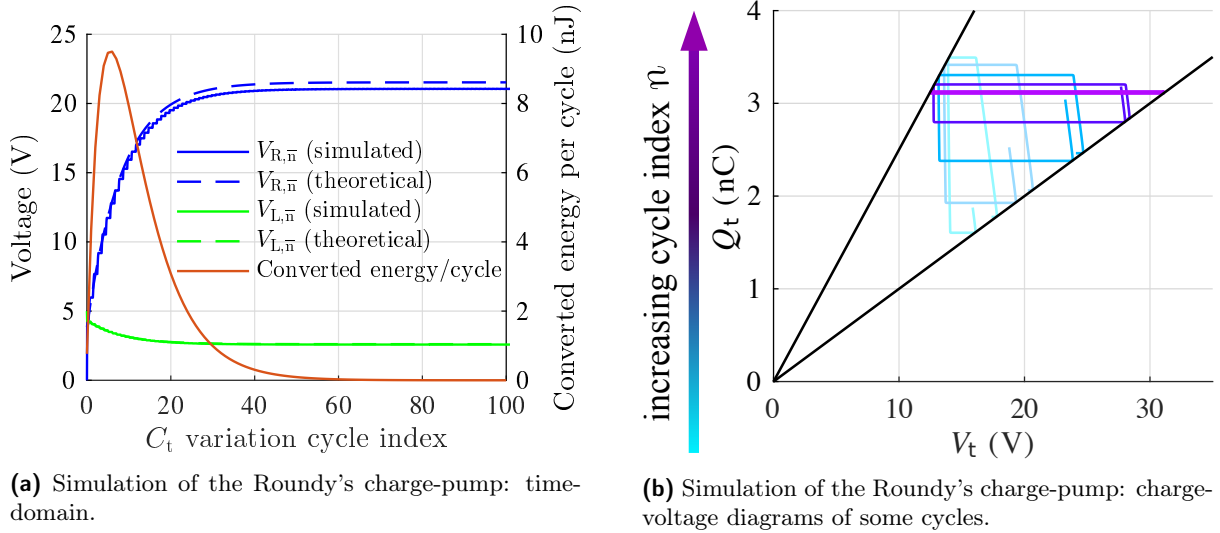 25
20
15
10
5
0
Voltage (V)
10
8
6
4
2
0
Converted energy per cycle (nJ)
V_{R,n̅} (simulated)
V_{R,n̅} (theoretical)
V_{L,n̅} (simulated)
V_{L,n̅} (theoretical)
Converted energy/cycle
0 20 40 60 80 100
C_t variation cycle index
(a) Simulation of the Roundy's charge-pump: time-
domain.
increasing cycle index n
Q_t (nC)
4
3
2
1
0
0 10 20 30
V_t (V)
(b) Simulation of the Roundy's charge-pump: charge-
voltage diagrams of some cycles.